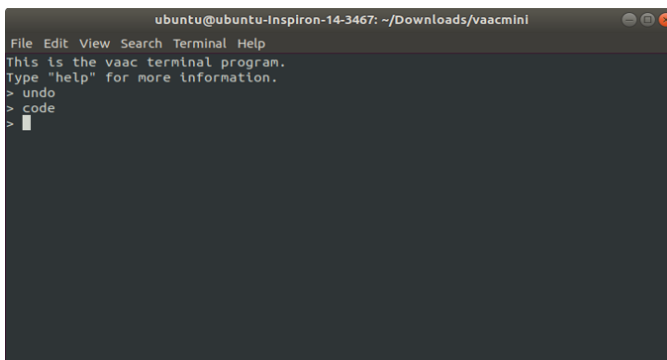 ubuntu@ubuntu-Inspiron-14-3467: ~/Downloads/vaacmini
File Edit View Search Terminal Help
This is the vaac terminal program.
Type "help" for more information.
> undo
> code
>